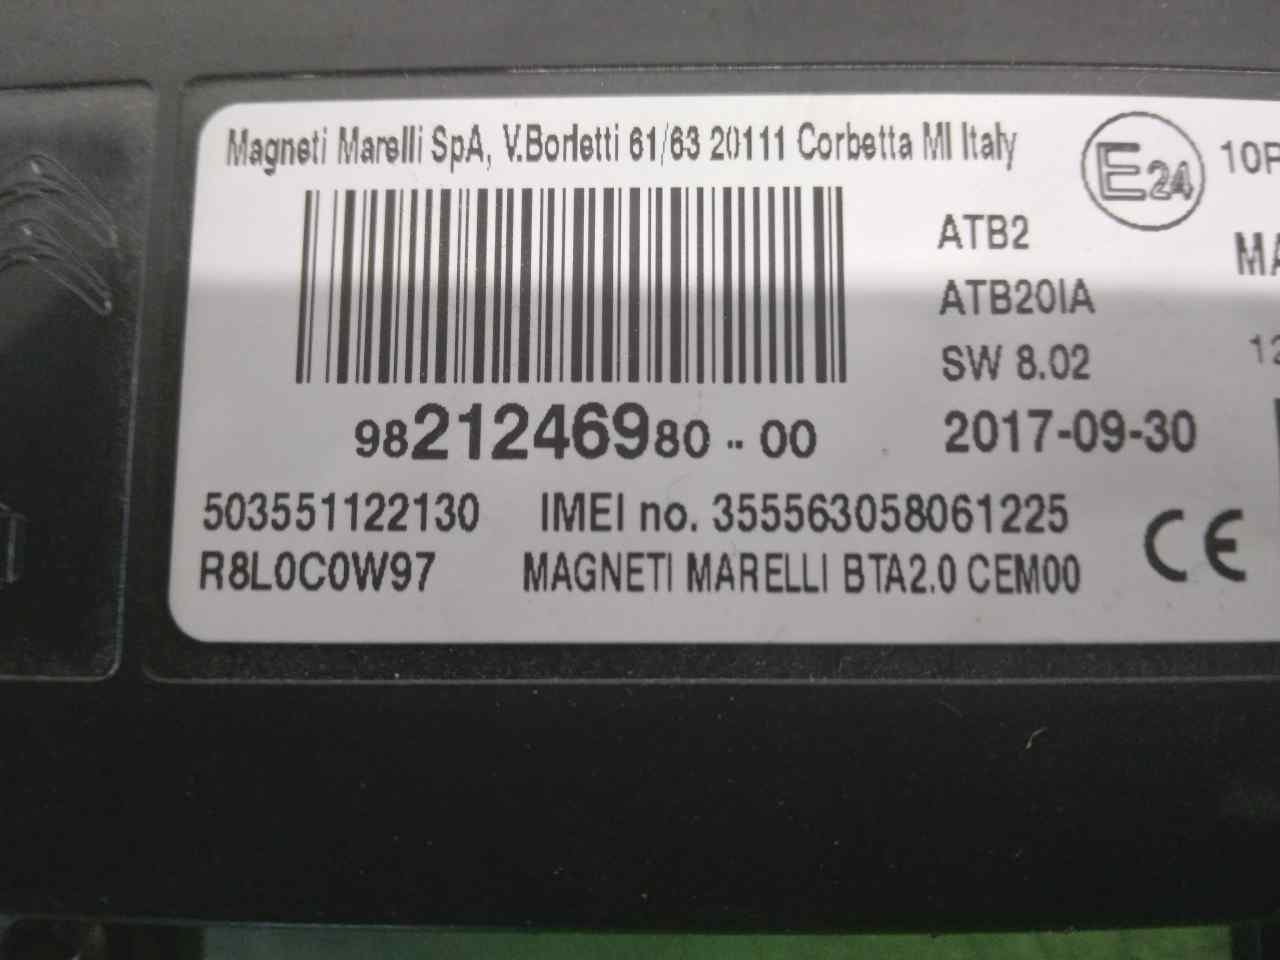 Magneti Marelli SpA, V.Borletti 61/63 20111 Corbetta MI Italy
E24
10P
ATB2
MA
ATB20IA
SW 8.02
12
9821246980 -- 00
2017-09-30
503551122130
IMEI no. 355563058061225
CE
R8L0C0W97
MAGNETI MARELLI BTA2.0 CEM00